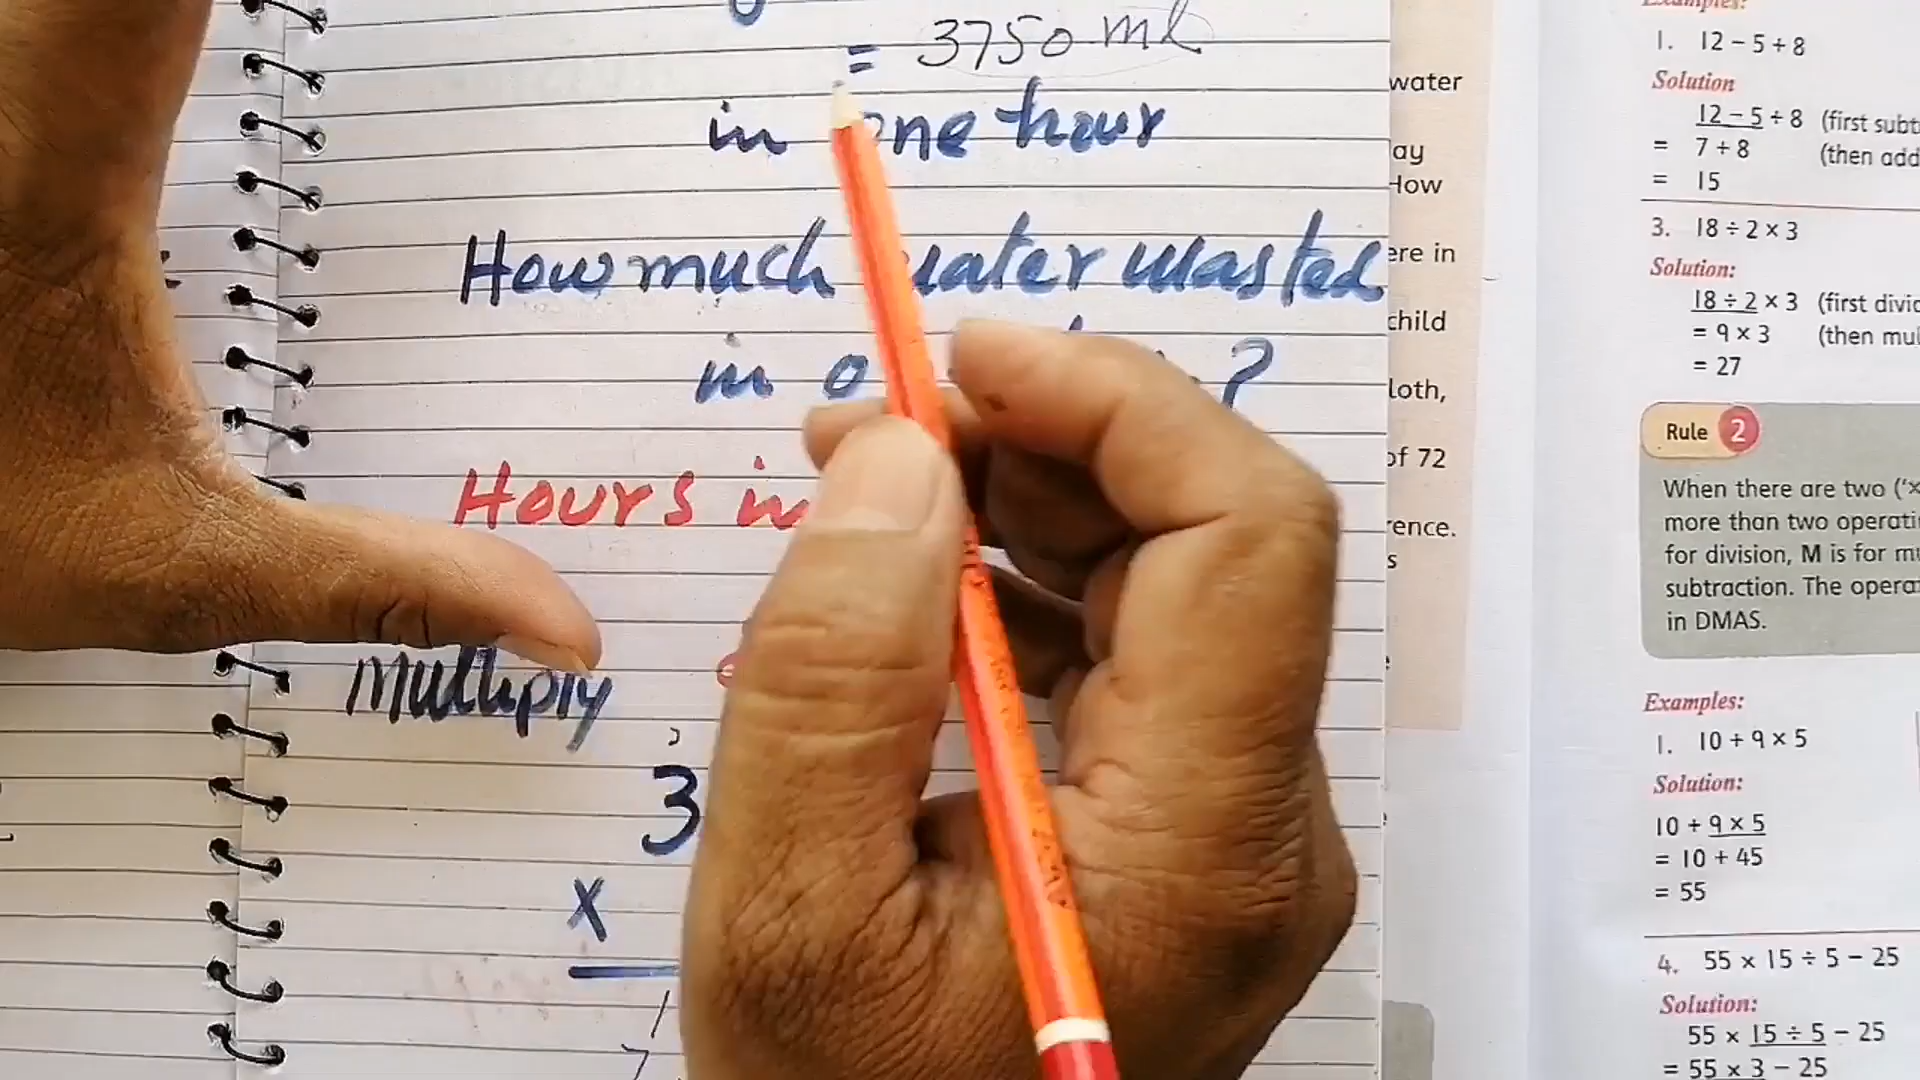 = 3750 ml
in one hour
How much water wasted
in ?
Hours in
Multiply
3
x
1
7
water
ay
How
ere in
child
loth,
of 72
rence.
s
Examples:
1. 12 - 5 + 8
Solution
12 - 5 + 8 (first subt
= 7 + 8 (then add
= 15
3. 18 ÷ 2 × 3
Solution:
18 ÷ 2 × 3 (first divid
= 9 × 3 (then mul
= 27
Rule 2
When there are two ('×
more than two operati
for division, M is for mu
subtraction. The opera
in DMAS.
Examples:
1. 10 + 9 × 5
Solution:
10 + 9 × 5
= 10 + 45
= 55
4. 55 × 15 ÷ 5 - 25
Solution:
55 × 15 ÷ 5 - 25
= 55 × 3 - 25